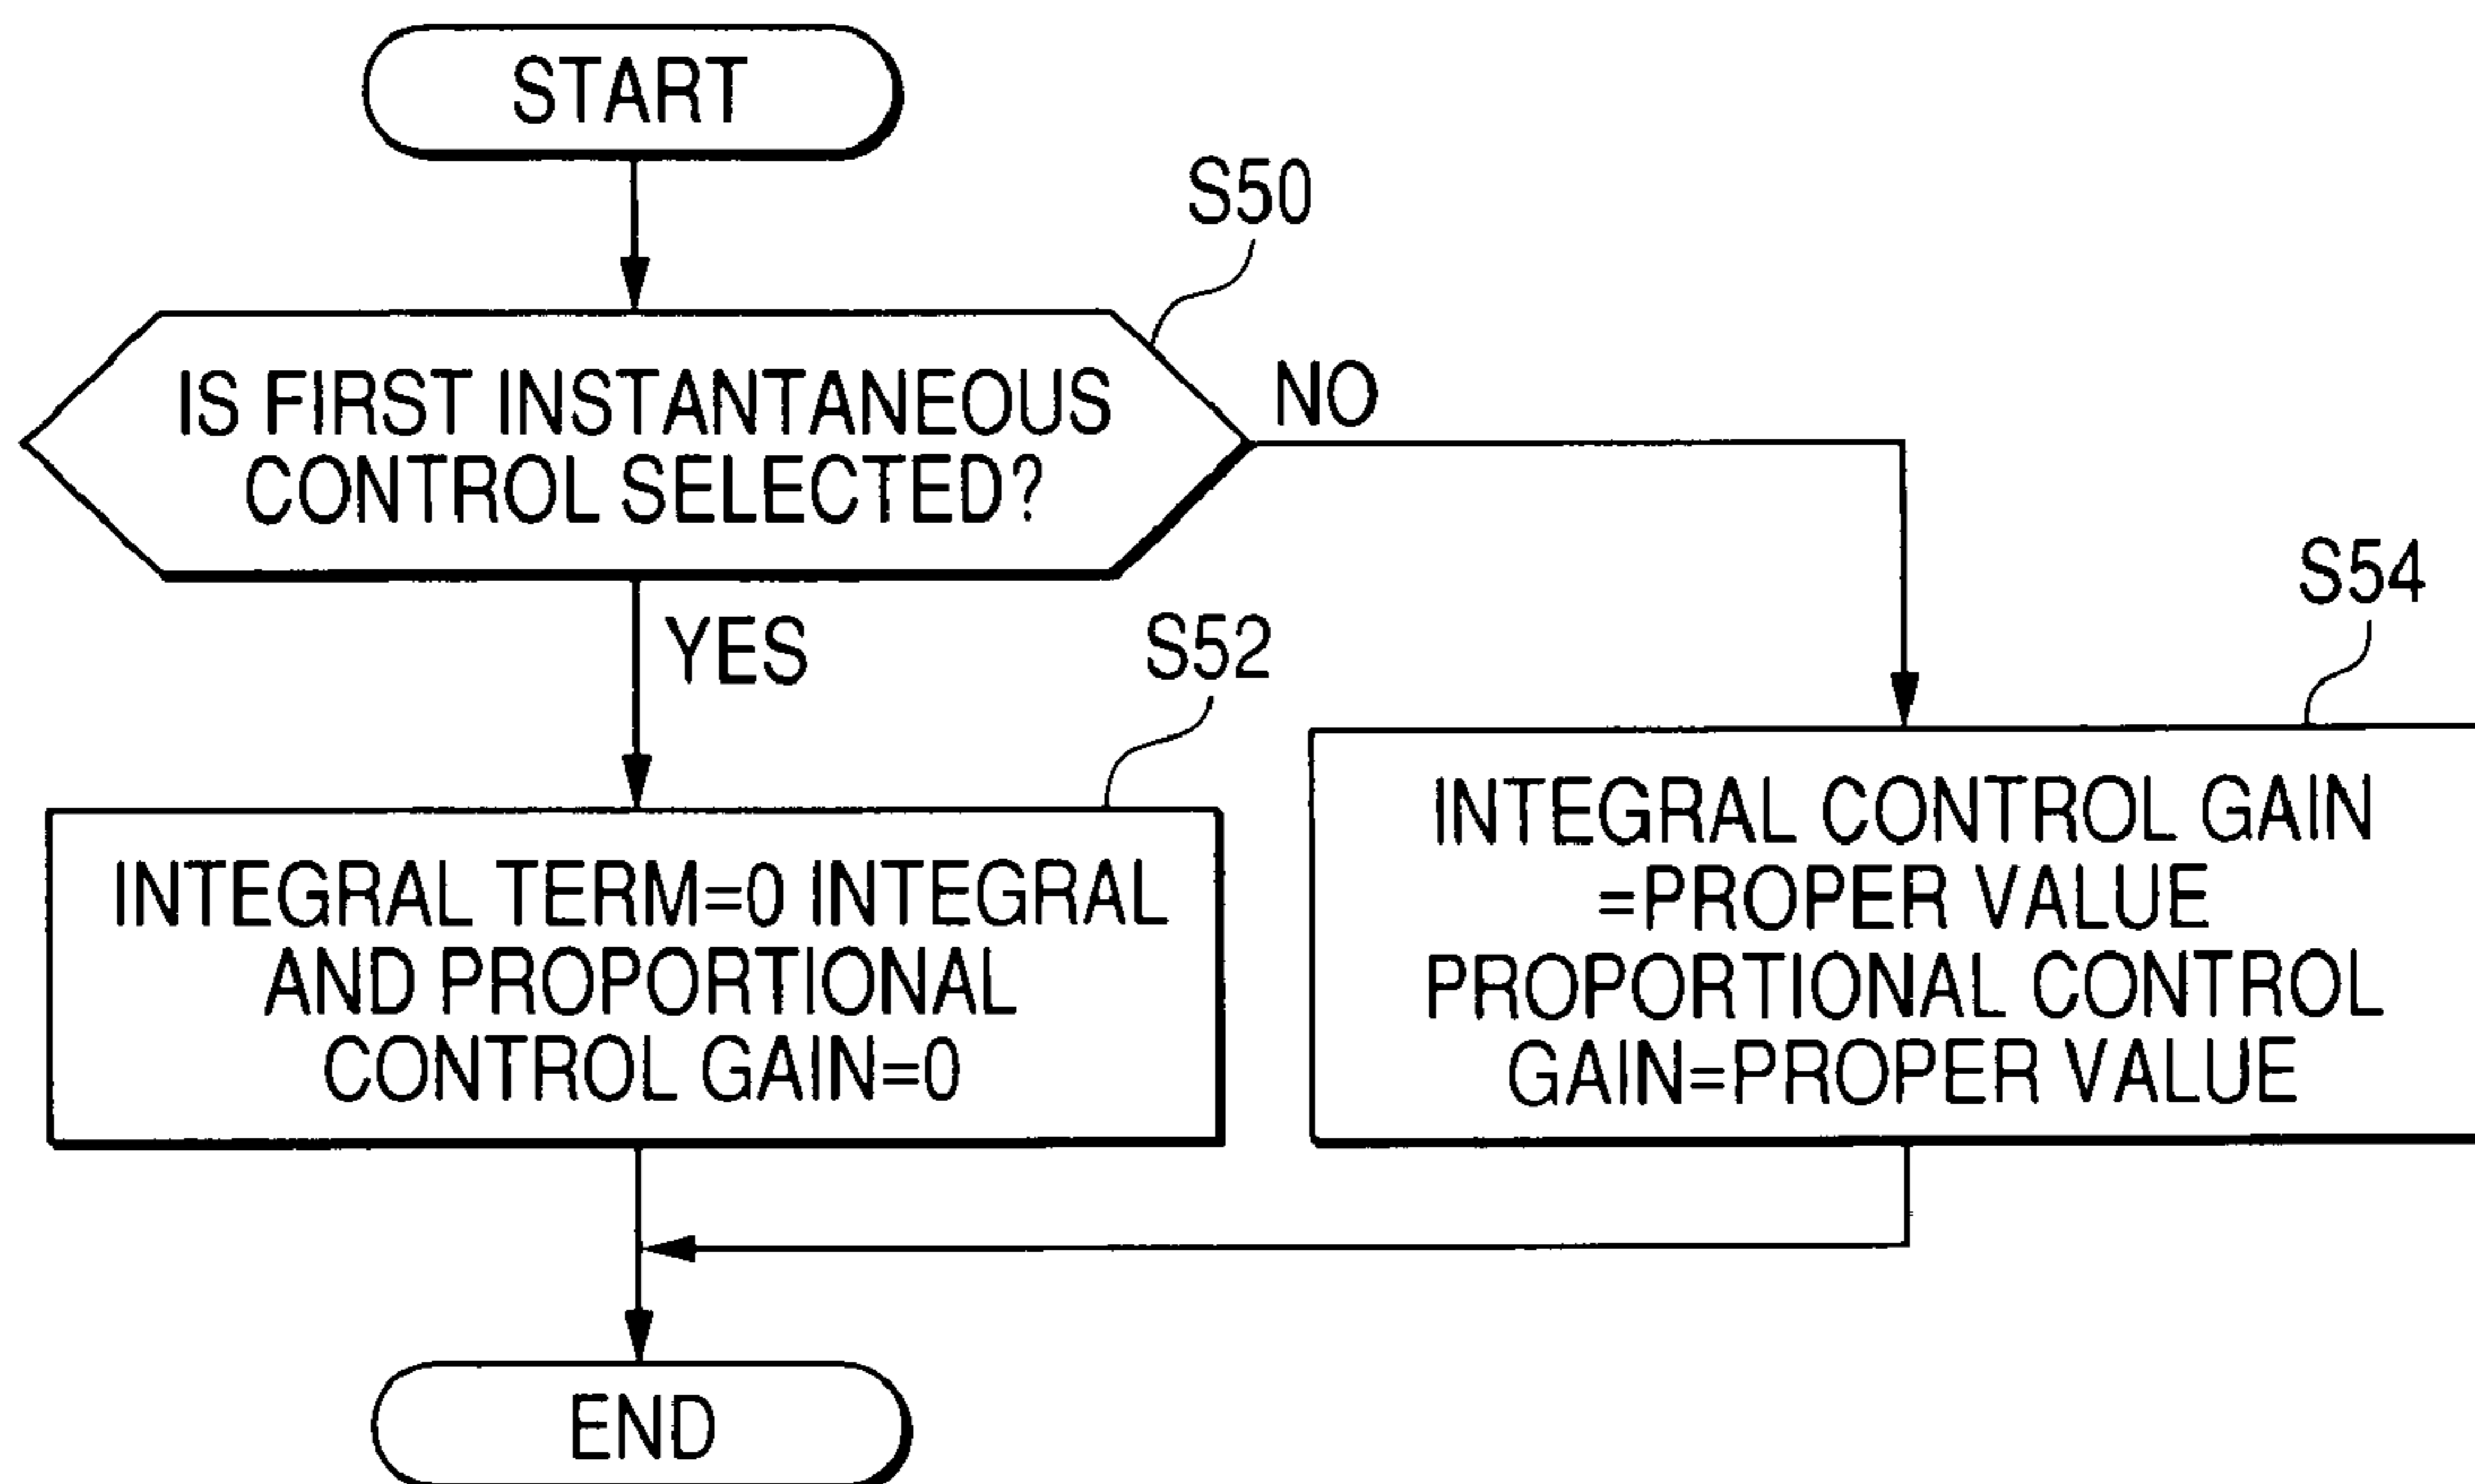 START
S50
IS FIRST INSTANTANEOUS
CONTROL SELECTED?
NO
YES
S52
INTEGRAL TERM=0 INTEGRAL
AND PROPORTIONAL
CONTROL GAIN=0
S54
INTEGRAL CONTROL GAIN
=PROPER VALUE
PROPORTIONAL CONTROL
GAIN=PROPER VALUE
END